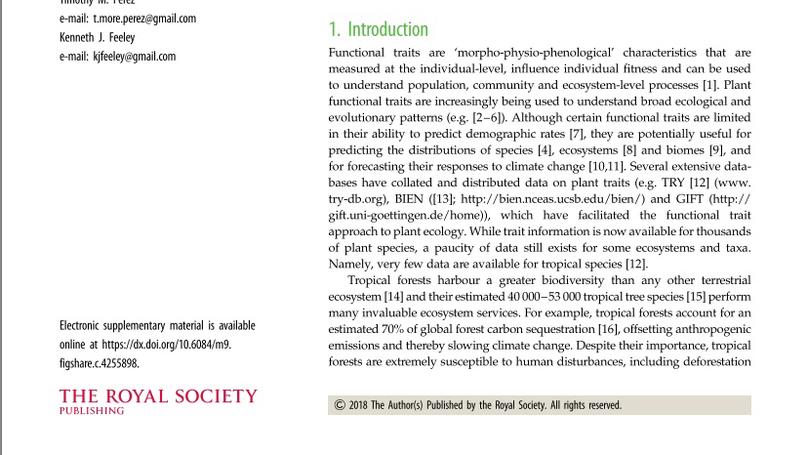 Timothy M. Perez
e-mail: t.more.perez@gmail.com
Kenneth J. Feeley
e-mail: kjfeeley@gmail.com
Electronic supplementary material is available
online at https://dx.doi.org/10.6084/m9.
figshare.c.4255898.
THE ROYAL SOCIETY
PUBLISHING
1. Introduction
Functional traits are ‘morpho-physio-phenological’ characteristics that are
measured at the individual-level, influence individual fitness and can be used
to understand population, community and ecosystem-level processes [1]. Plant
functional traits are increasingly being used to understand broad ecological and
evolutionary patterns (e.g. [2–6]). Although certain functional traits are limited
in their ability to predict demographic rates [7], they are potentially useful for
predicting the distributions of species [4], ecosystems [8] and biomes [9], and
for forecasting their responses to climate change [10,11]. Several extensive data-
bases have collated and distributed data on plant traits (e.g. TRY [12] (www.
try-db.org), BIEN ([13]; http://bien.nceas.ucsb.edu/bien/) and GIFT (http://
gift.uni-goettingen.de/home)), which have facilitated the functional trait
approach to plant ecology. While trait information is now available for thousands
of plant species, a paucity of data still exists for some ecosystems and taxa.
Namely, very few data are available for tropical species [12].
Tropical forests harbour a greater biodiversity than any other terrestrial
ecosystem [14] and their estimated 40 000–53 000 tropical tree species [15] perform
many invaluable ecosystem services. For example, tropical forests account for an
estimated 70% of global forest carbon sequestration [16], offsetting anthropogenic
emissions and thereby slowing climate change. Despite their importance, tropical
forests are extremely susceptible to human disturbances, including deforestation
© 2018 The Author(s) Published by the Royal Society. All rights reserved.